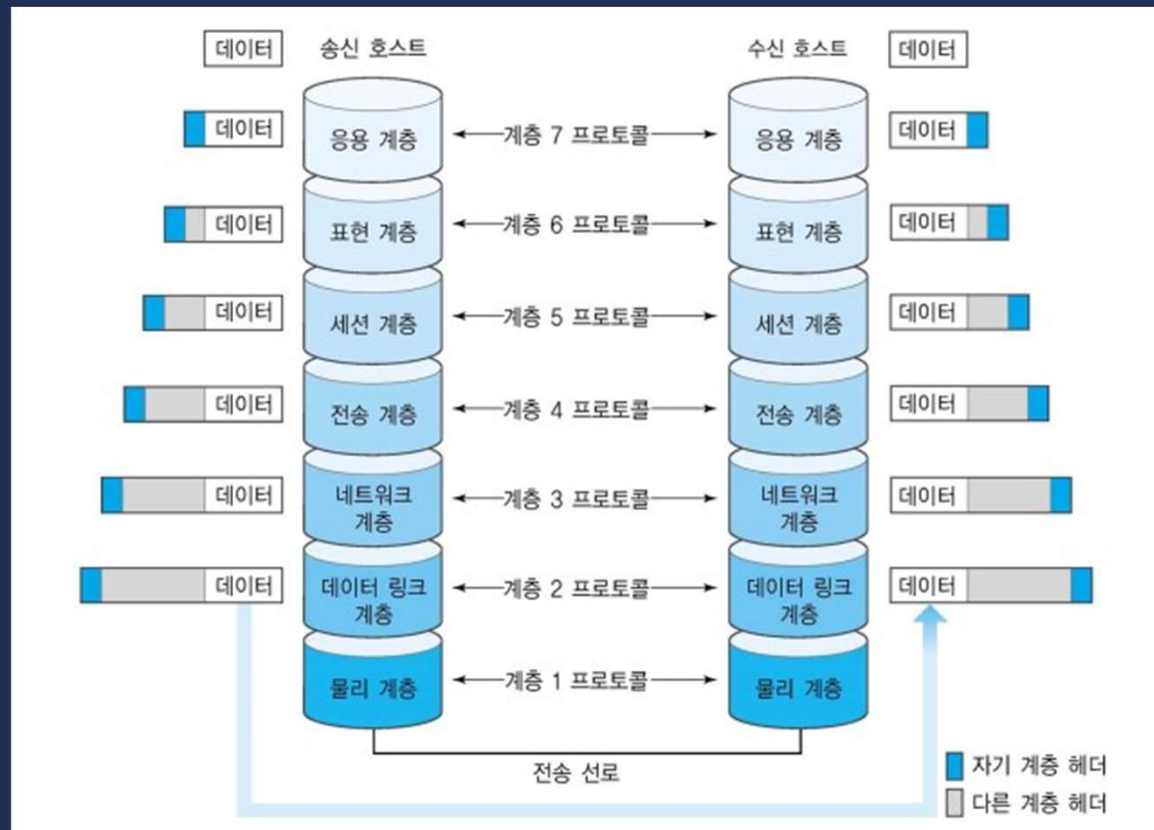 데이터 송신 호스트 수신 호스트 데이터
데이터 응용 계층 계층 7 프로토콜 응용 계층 데이터
데이터 표현 계층 계층 6 프로토콜 표현 계층 데이터
데이터 세션 계층 계층 5 프로토콜 세션 계층 데이터
데이터 전송 계층 계층 4 프로토콜 전송 계층 데이터
데이터 네트워크 계층 계층 3 프로토콜 네트워크 계층 데이터
데이터 데이터 링크 계층 계층 2 프로토콜 데이터 링크 계층 데이터
물리 계층 계층 1 프로토콜 물리 계층
전송 선로
자기 계층 헤더
다른 계층 헤더